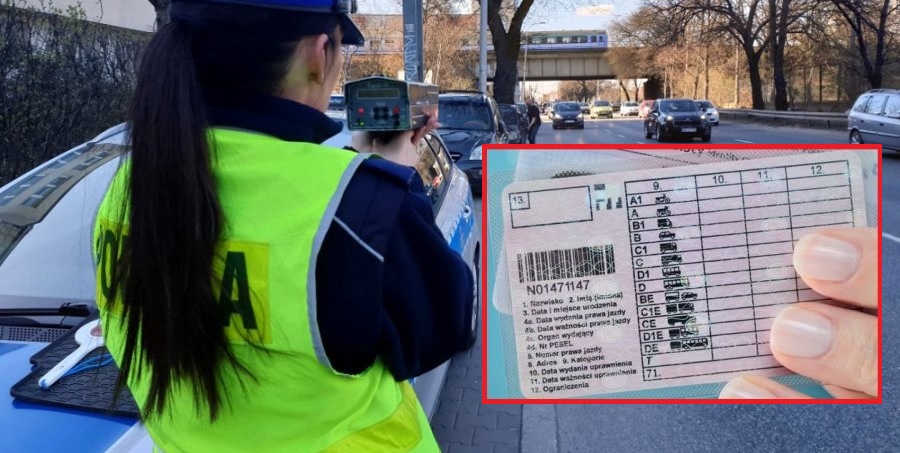 PO A
13.
9. 10. 11. 12.
A1
A
B1
B
C1
C
D1
D
BE
C1E
CE
D1E
DE
T
71.
N01471147
1. Nazwisko 2. Imię (imiona)
3. Data i miejsce urodzenia
4a. Data wydania prawa jazdy
4b. Data ważności prawa jazdy
4c. Organ wydający
4d. Nr PESEL
5. Numer prawa jazdy
8. Adres 9. Kategorie
10. Data wydania uprawnienia
11. Data ważności uprawnienia
12. Ograniczenia